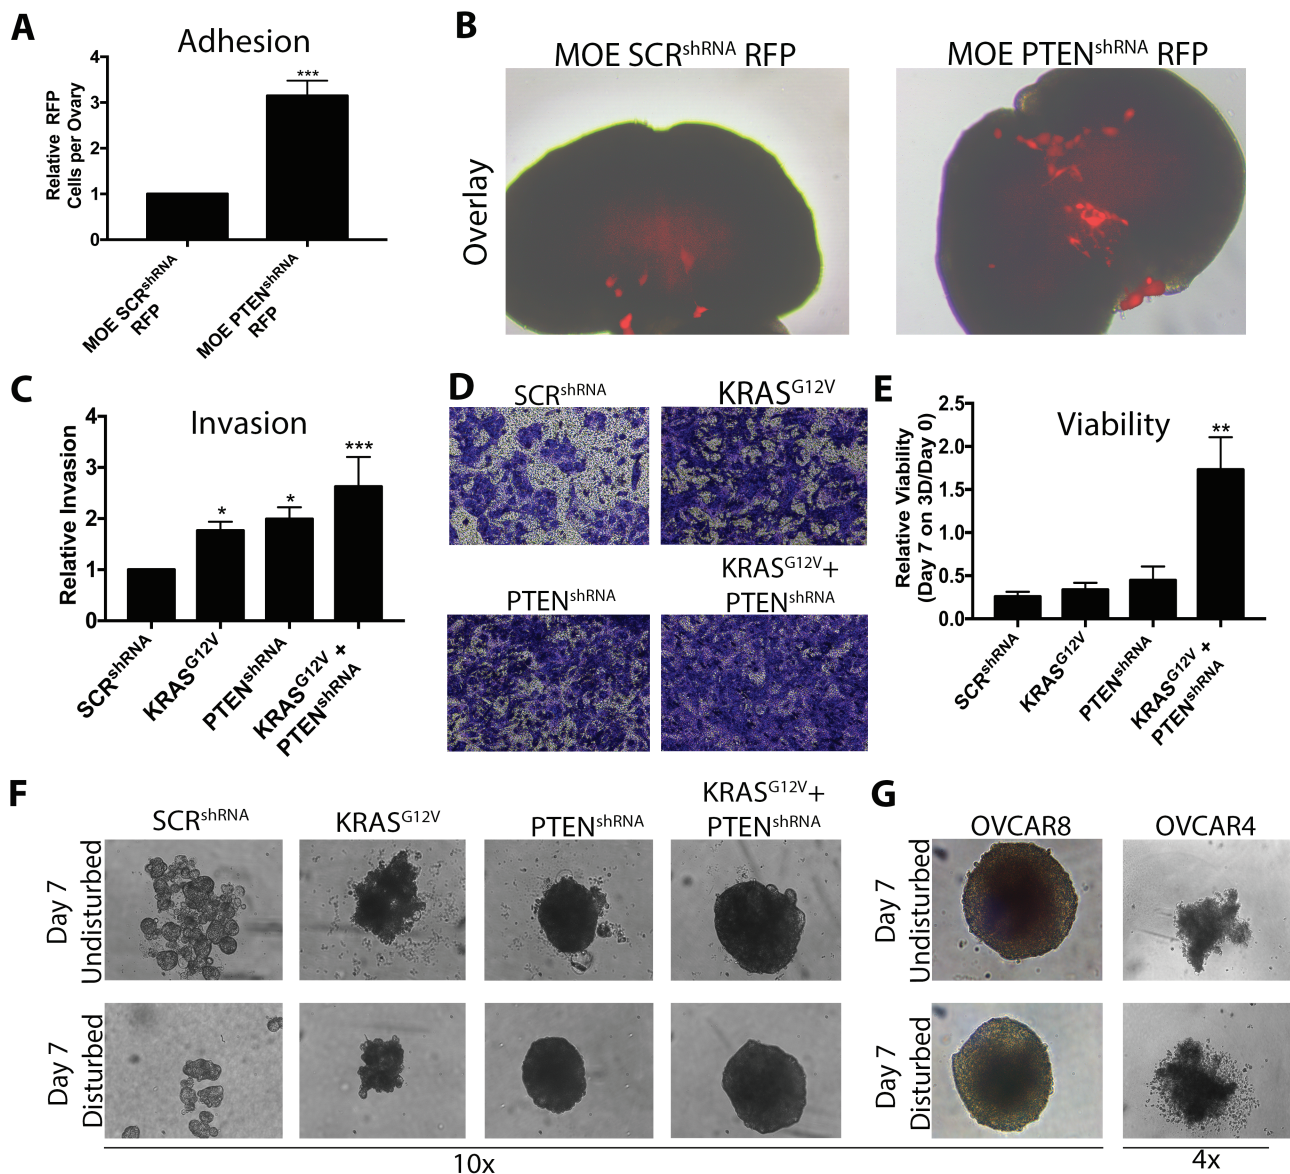 A
Adhesion
4
3
2
1
0
***
Relative RFP
Cells per Ovary
MOE SCRshRNA
RFP
MOE PTENshRNA
RFP
B
MOE SCRshRNA RFP
MOE PTENshRNA RFP
Overlay
C
Invasion
4
3
2
1
0
*
*
***
Relative Invasion
SCRshRNA
KRASG12V
PTENshRNA
KRASG12V +
PTENshRNA
D
SCRshRNA
KRASG12V
PTENshRNA
KRASG12V+
PTENshRNA
E
Viability
2.5
2.0
1.5
1.0
0.5
0.0
**
Relative Viability
(Day 7 on 3D/Day 0)
SCRshRNA
KRASG12V
PTENshRNA
KRASG12V +
PTENshRNA
F
SCRshRNA
KRASG12V
PTENshRNA
KRASG12V+
PTENshRNA
Day 7
Undisturbed
Day 7
Disturbed
10x
G
OVCAR8
OVCAR4
Day 7
Undisturbed
Day 7
Disturbed
4x